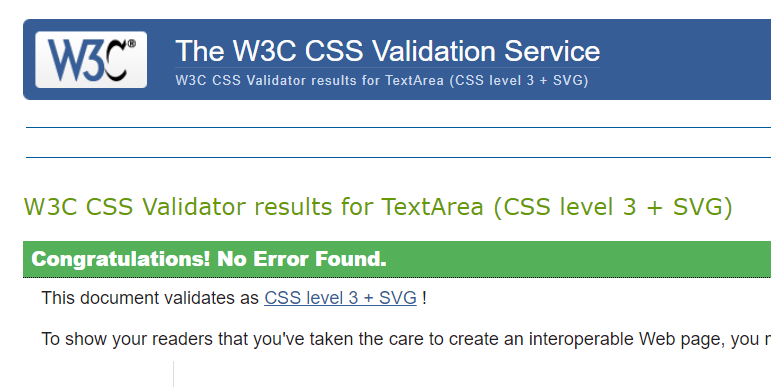 W3C®
The W3C CSS Validation Service
W3C CSS Validator results for TextArea (CSS level 3 + SVG)
W3C CSS Validator results for TextArea (CSS level 3 + SVG)
Congratulations! No Error Found.
This document validates as CSS level 3 + SVG !
To show your readers that you've taken the care to create an interoperable Web page, you